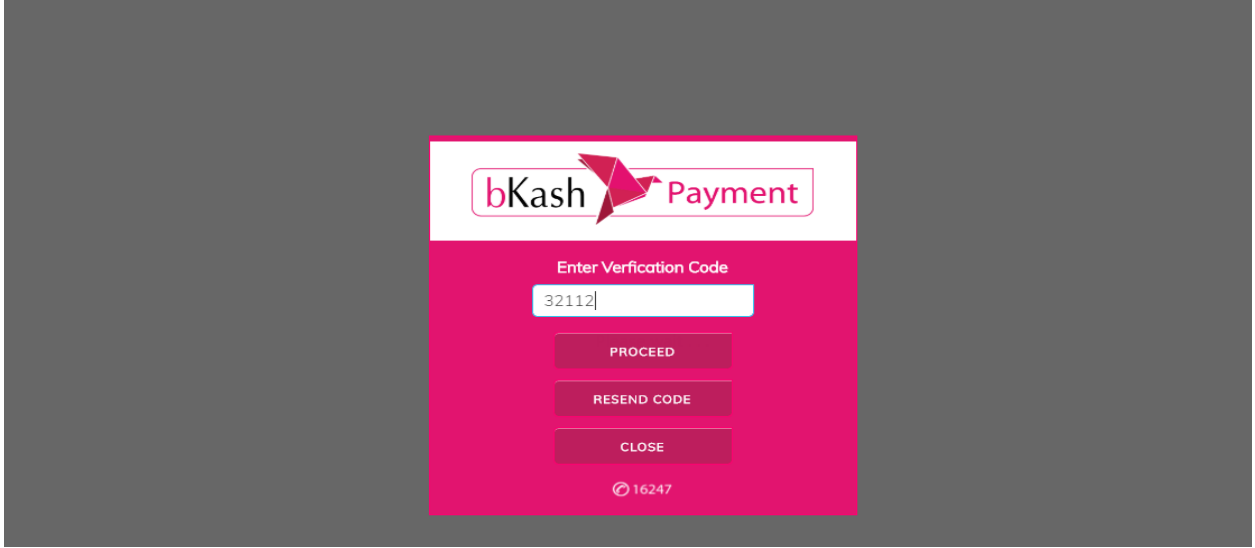 bKash Payment
Enter Verfication Code
32112
PROCEED
RESEND CODE
CLOSE
16247